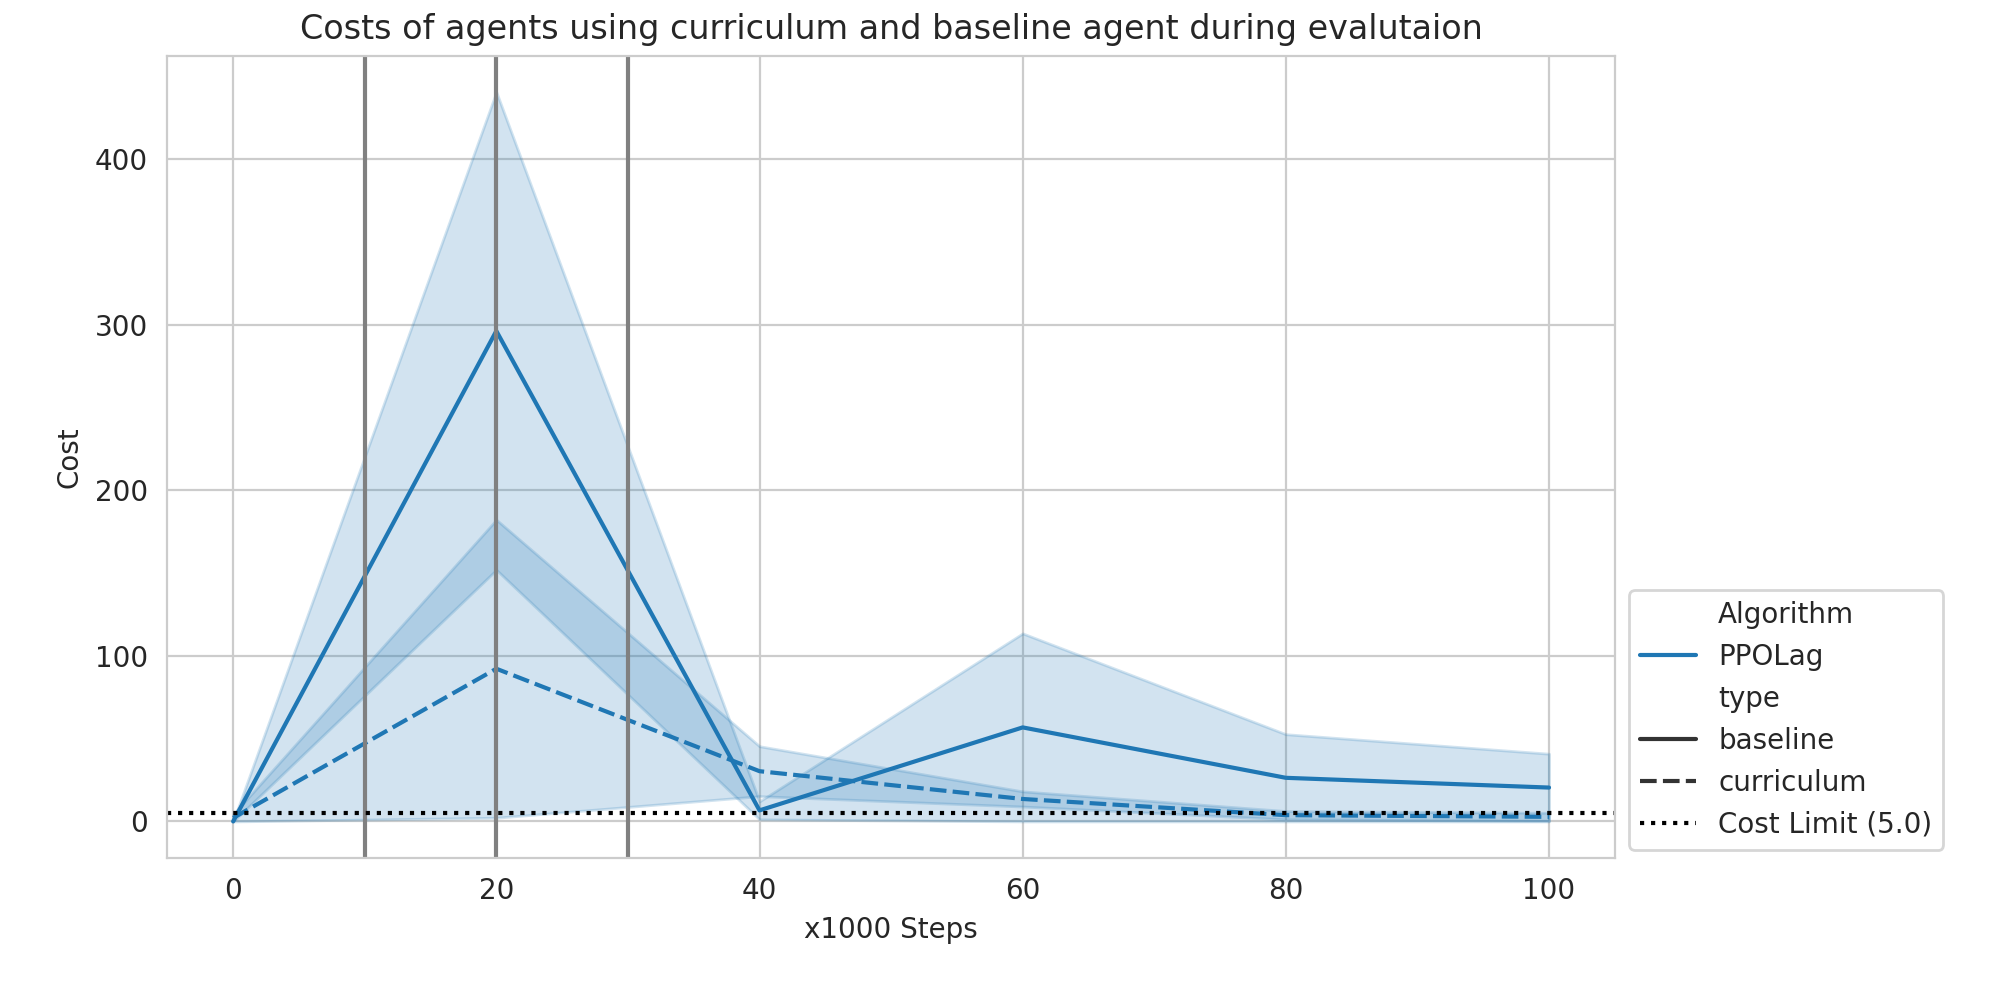 Costs of agents using curriculum and baseline agent during evalutaion
400
300
200
100
0
Cost
0 20 40 60 80 100
x1000 Steps
Algorithm
PPOLag
type
baseline
curriculum
Cost Limit (5.0)